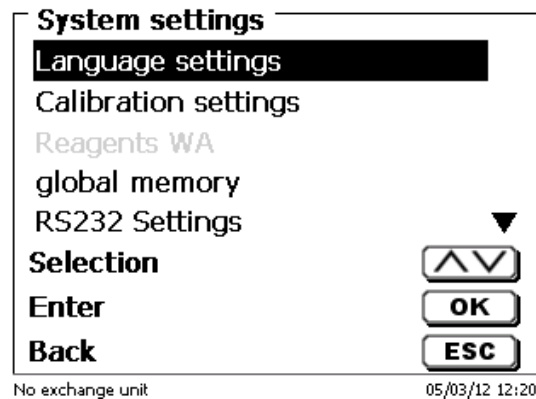 System settings
Language settings
Calibration settings
Reagents WA
global memory
RS232 Settings
Selection
Enter OK
Back ESC
No exchange unit 05/03/12 12:20